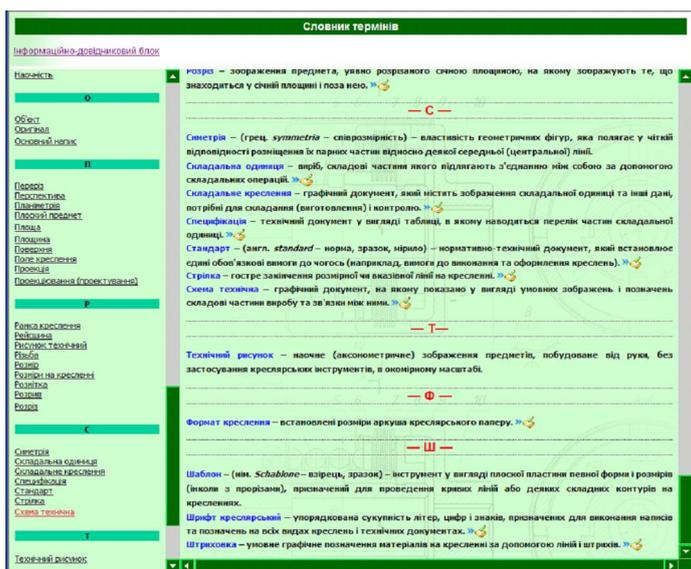 Словник термінів
Інформаційно-довідниковий блок
Наочність
О
Об'єкт
Оригінал
Основний напис
П
Переріз
Перспектива
Планіметрія
Плоский предмет
Площа
Площина
Поверхня
Поле креслення
Проекція
Проекціювання (проектування)
Р
Рамка креслення
Рейсшина
Рисунок технічний
Різьба
Розмір
Розміри на кресленні
Розмітка
Розрив
Розріз
С
Симетрія
Складальна одиниця
Складальне креслення
Специфікація
Стандарт
Стрілка
Схема технічна
Т
Технічний рисунок
Розріз – зображення предмета, уявно розрізаного січною площиною, на якому зображують те, що
знаходиться у січній площині і поза нею. »
— С —
Симетрія – (грец. symmetria – співрозмірність) – властивість геометричних фігур, яка полягає у чіткій
відповідності розміщення їх парних частин відносно деякої середньої (центральної) лінії.
Складальна одиниця – виріб, складові частини якого підлягають з'єднанню між собою за допомогою
складальних операцій. »
Складальне креслення – графічний документ, який містить зображення складальної одиниці та інші дані,
потрібні для складання (виготовлення) і контролю. »
Специфікація – технічний документ у вигляді таблиці, в якому наводиться перелік частин складальної
одиниці. »
Стандарт – (англ. standard – норма, зразок, мірило) – нормативно-технічний документ, який встановлює
єдині обов'язкові вимоги до чогось (наприклад, вимоги до виконання та оформлення креслень). »
Стрілка – гостре закінчення розмірної чи вказівної лінії на кресленні. »
Схема технічна – графічний документ, на якому показано у вигляді умовних зображень і позначень
складові частини виробу та зв'язки між ними. »
— Т—
Технічний рисунок – наочне (аксонометричне) зображення предметів, побудоване від руки, без
застосування креслярських інструментів, в окомірному масштабі.
— Ф —
Формат креслення – встановлені розміри аркуша креслярського паперу. »
— Ш —
Шаблон – (нім. Schablone – взірець, зразок) – інструмент у вигляді плоскої пластини певної форми і розмірів
(інколи з прорізами), призначений для проведення кривих ліній або деяких складних контурів на
кресленнях.
Шрифт креслярський – упорядкована сукупність літер, цифр і знаків, призначених для виконання написів
та позначень на всіх видах креслень і технічних документах. »
Штриховка – умовне графічне позначення матеріалів на кресленні за допомогою ліній і штрихів. »